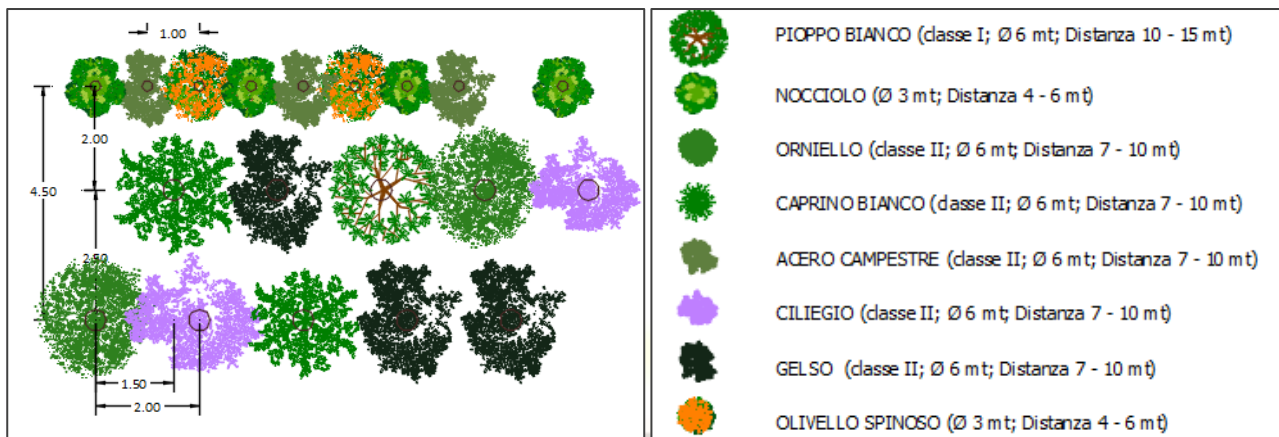 1.00
2.00
4.50
2.50
1.50
2.00
PIOPPO BIANCO (classe I; Ø 6 mt; Distanza 10 - 15 mt)
NOCCIOLO (Ø 3 mt; Distanza 4 - 6 mt)
ORNIELLO (classe II; Ø 6 mt; Distanza 7 - 10 mt)
CAPRINO BIANCO (classe II; Ø 6 mt; Distanza 7 - 10 mt)
ACERO CAMPESTRE (classe II; Ø 6 mt; Distanza 7 - 10 mt)
CILIEGIO (classe II; Ø 6 mt; Distanza 7 - 10 mt)
GELSO (classe II; Ø 6 mt; Distanza 7 - 10 mt)
OLIVELLO SPINOSO (Ø 3 mt; Distanza 4 - 6 mt)